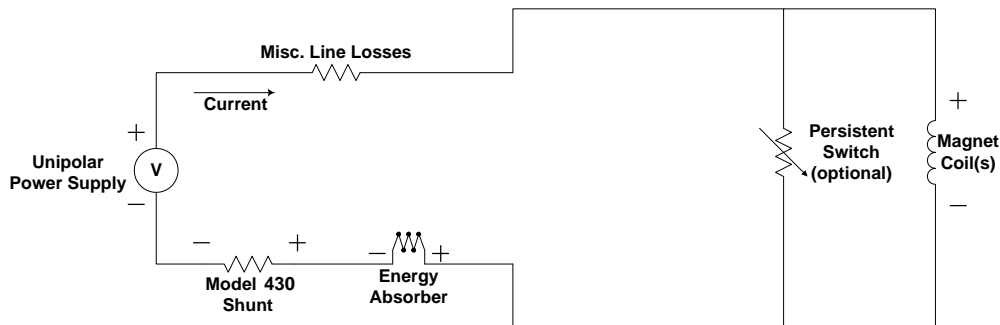 Misc. Line Losses
Current
+
Unipolar
Power Supply
V
−
Persistent
Switch
(optional)
+
Magnet
Coil(s)
−
−
+
Model 430
Shunt
−
+
Energy
Absorber